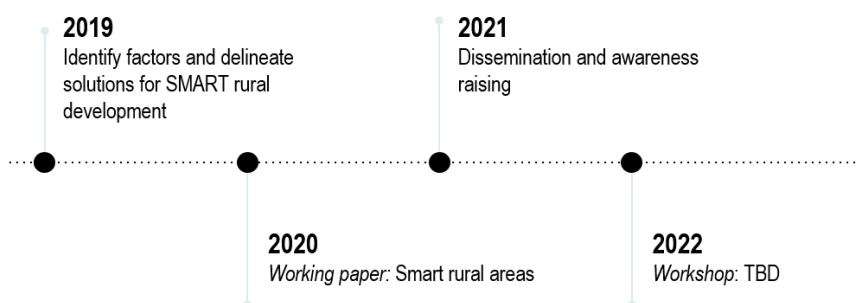 2019
Identify factors and delineate
solutions for SMART rural
development
2020
Working paper: Smart rural areas
2021
Dissemination and awareness
raising
2022
Workshop: TBD